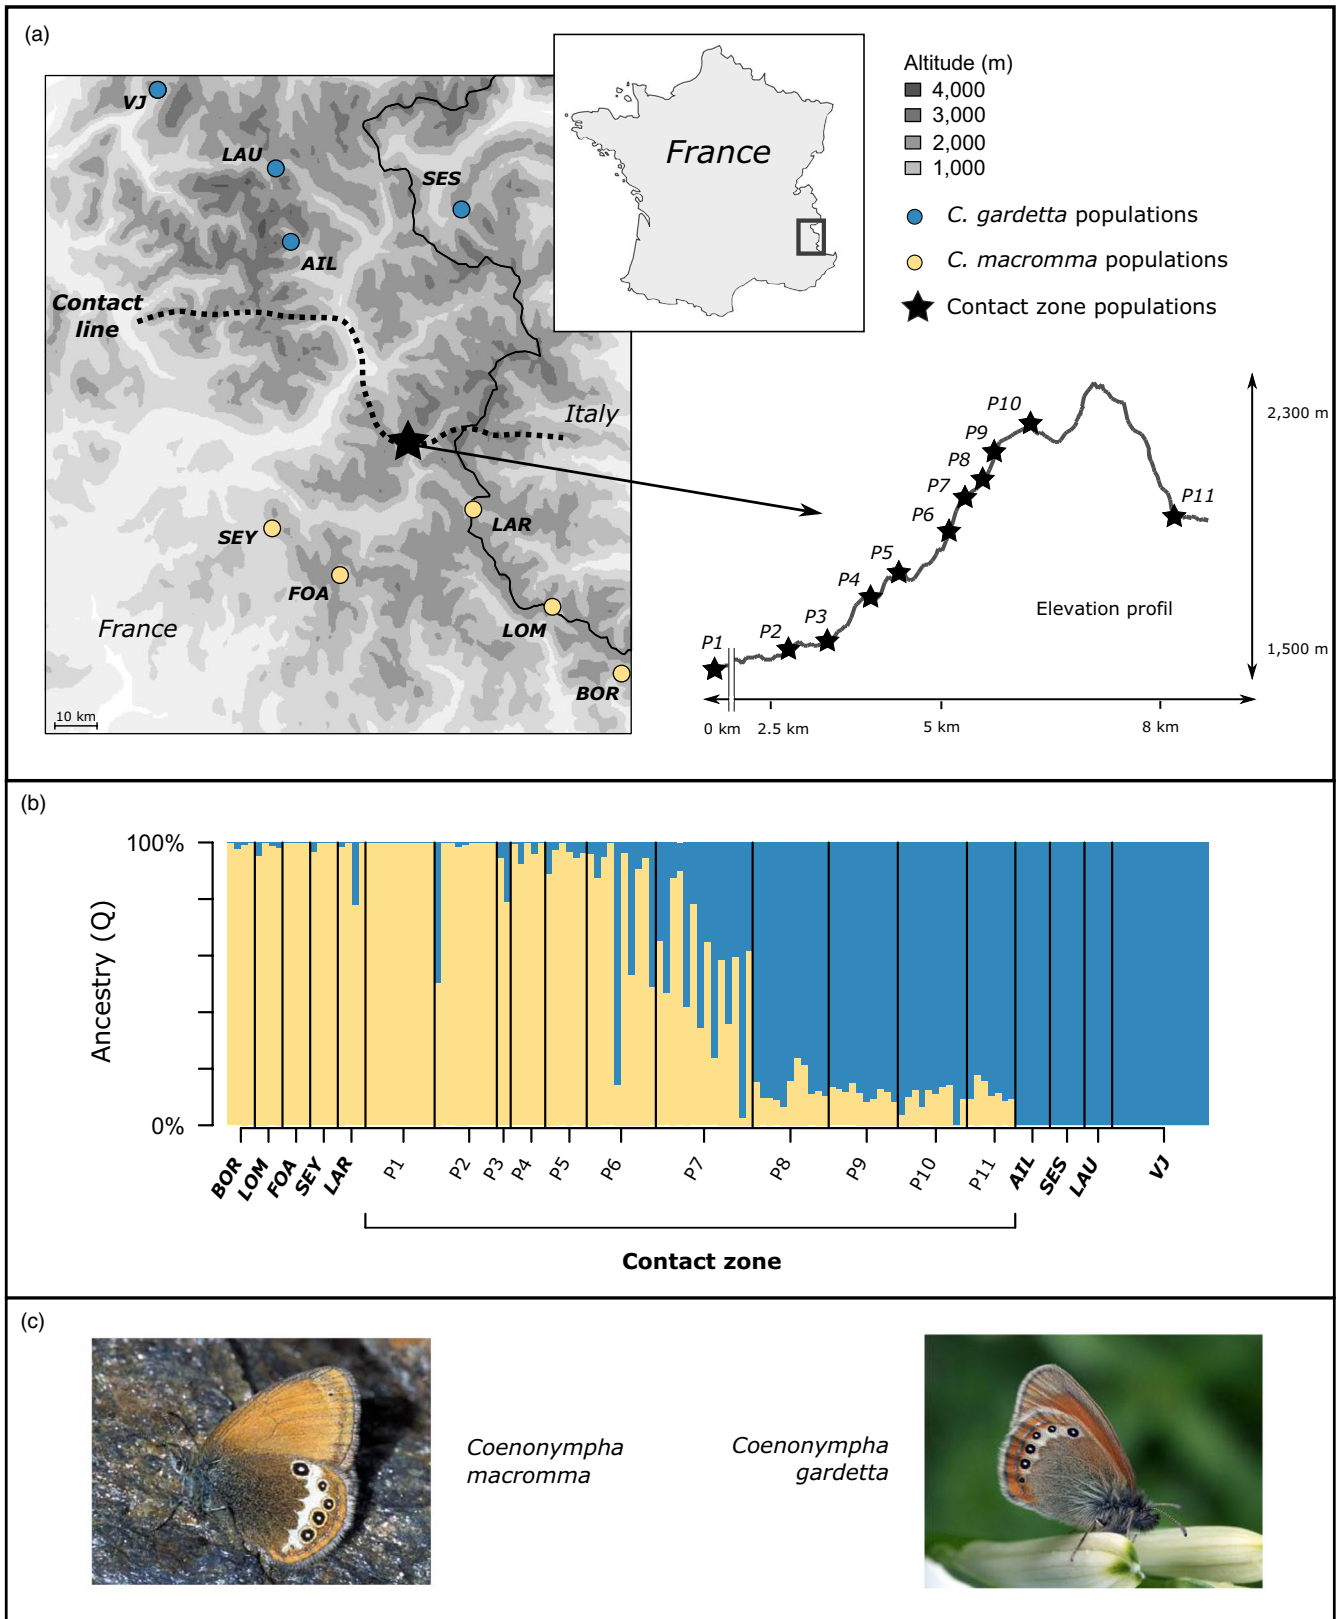 (a)
VJ
LAU
SES
AIL
Contact
line
Italy
LAR
SEY
FOA
LOM
BOR
France
10 km
France
Altitude (m)
4,000
3,000
2,000
1,000
C. gardetta populations
C. macromma populations
Contact zone populations
P1
P2
P3
P4
P5
P6
P7
P8
P9
P10
P11
2,300 m
1,500 m
Elevation profil
0 km
2.5 km
5 km
8 km
(b)
100%
0%
Ancestry (Q)
BOR
LOM
FOA
SEY
LAR
P1
P2
P3
P4
P5
P6
P7
P8
P9
P10
P11
AIL
SES
LAU
VJ
Contact zone
(c)
Coenonympha
macromma
Coenonympha
gardetta